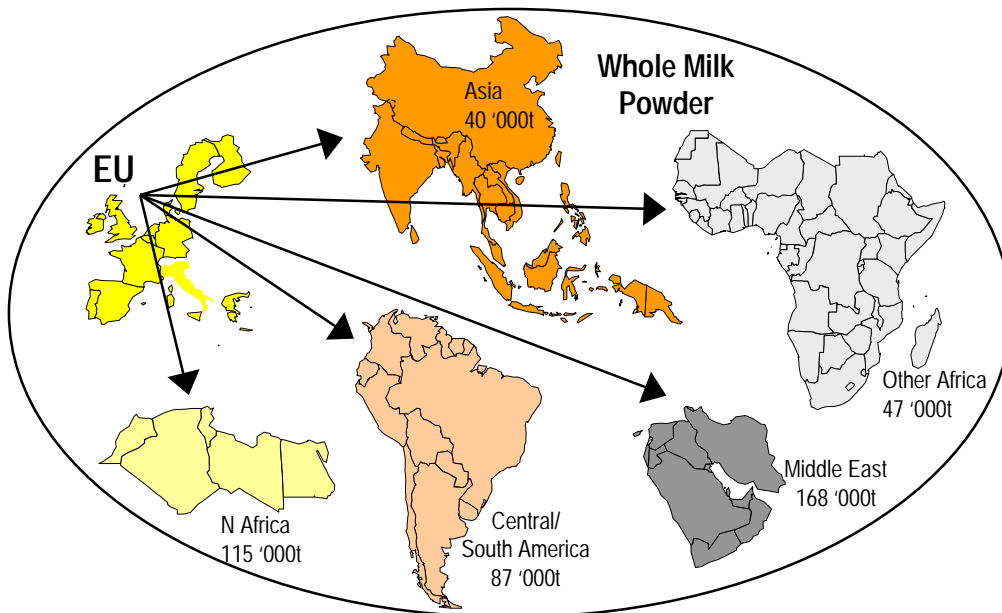 Whole Milk
Powder
EU
Asia
40 ‘000t
Other Africa
47 ‘000t
Middle East
168 ‘000t
N Africa
115 ‘000t
Central/
South America
87 ‘000t